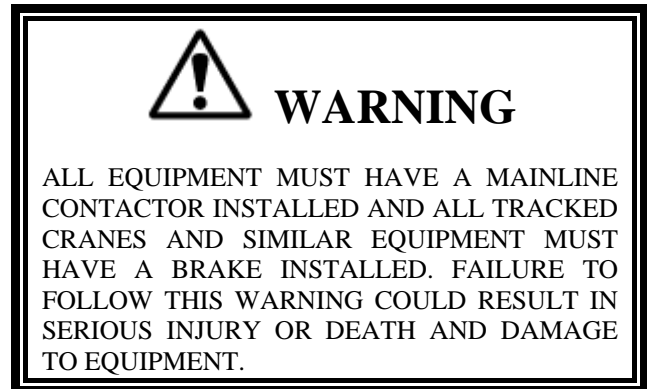 WARNING
ALL EQUIPMENT MUST HAVE A MAINLINE
CONTACTOR INSTALLED AND ALL TRACKED
CRANES AND SIMILAR EQUIPMENT MUST
HAVE A BRAKE INSTALLED. FAILURE TO
FOLLOW THIS WARNING COULD RESULT IN
SERIOUS INJURY OR DEATH AND DAMAGE
TO EQUIPMENT.